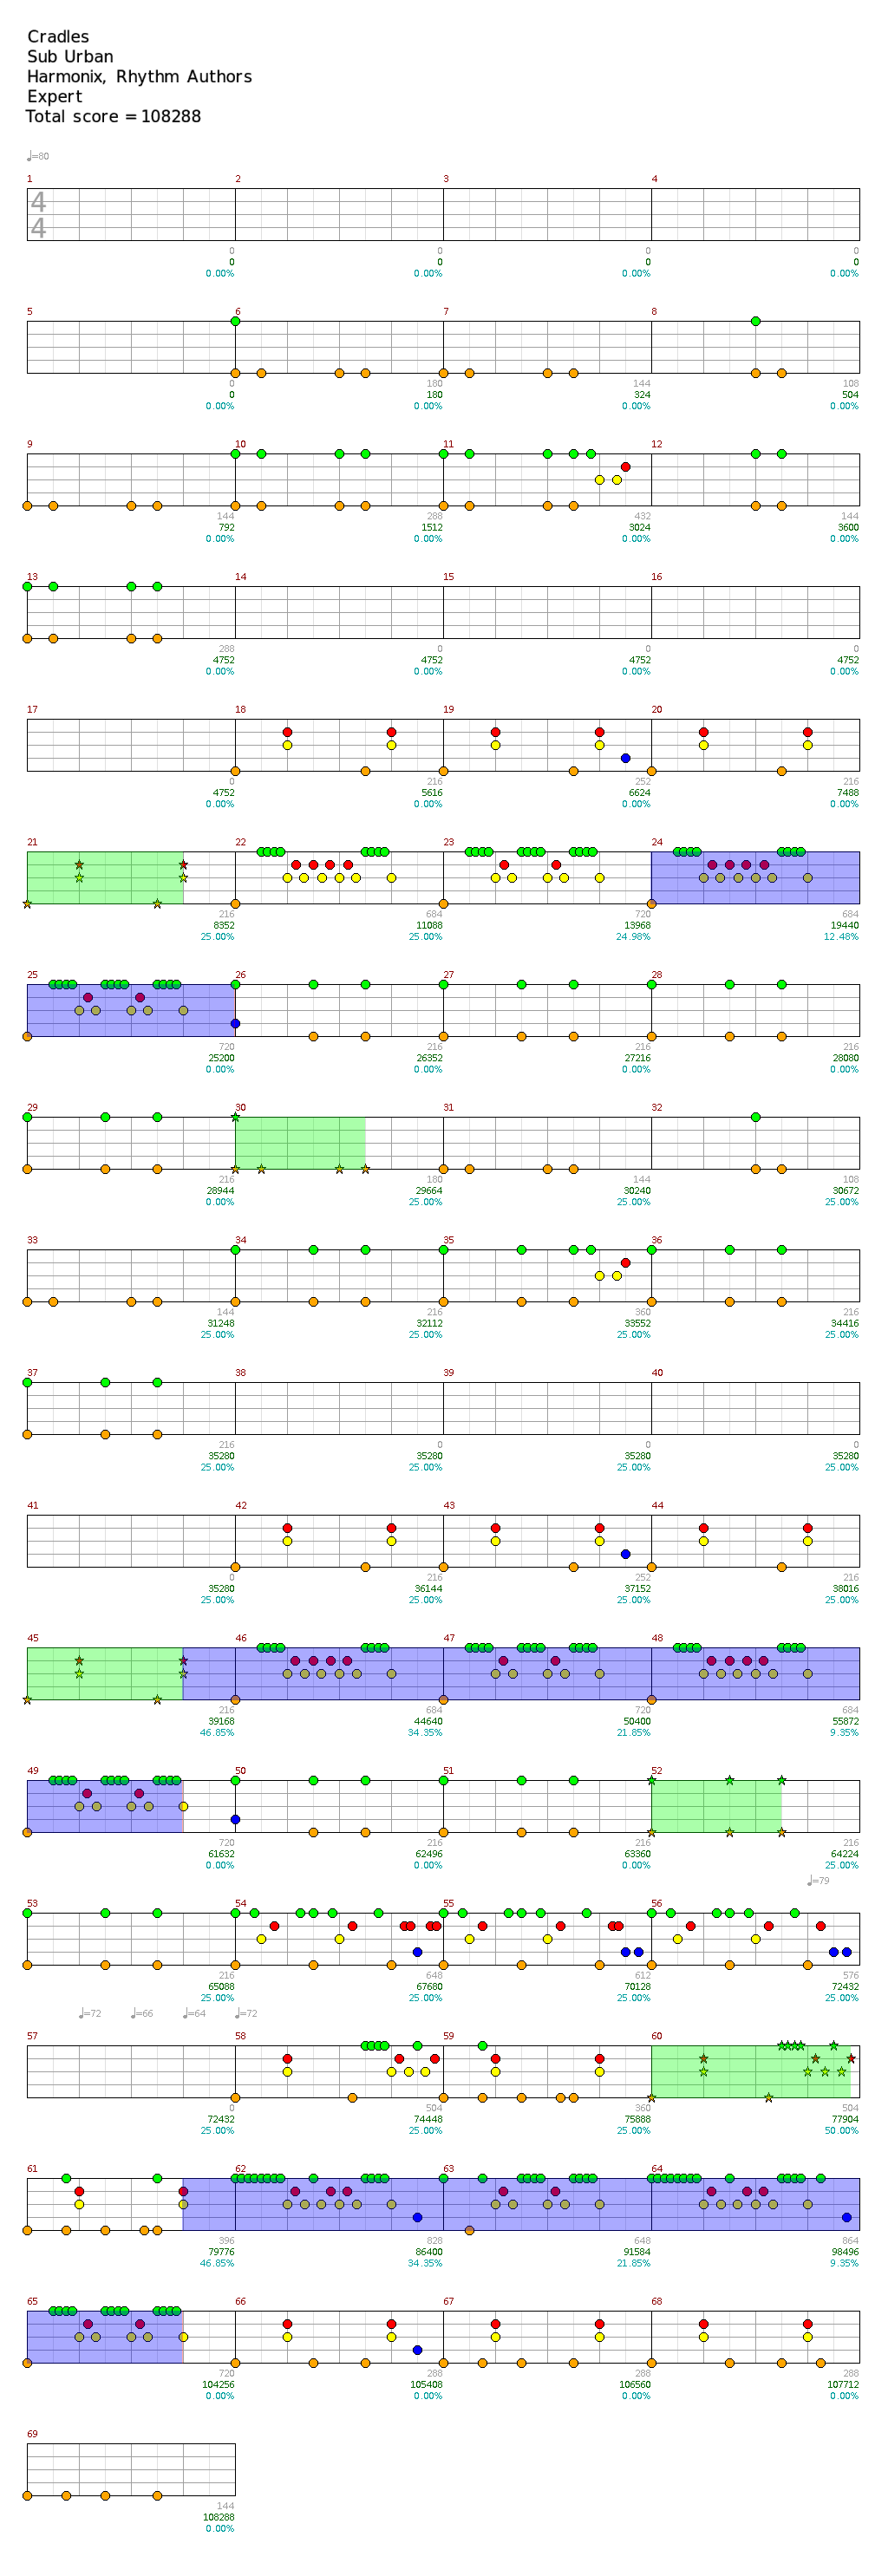 Cradles
Sub Urban
Harmonix, Rhythm Authors
Expert
Total score = 108288
♩=80
1 2 3 4
4
4
0 0 0 0
0 0 0 0
0.00% 0.00% 0.00% 0.00%
5 6 7 8
0 180 144 108
0 180 324 504
0.00% 0.00% 0.00% 0.00%
9 10 11 12
144 288 432 144
792 1512 3024 3600
0.00% 0.00% 0.00% 0.00%
13 14 15 16
288 0 0 0
4752 4752 4752 4752
0.00% 0.00% 0.00% 0.00%
17 18 19 20
0 216 252 216
4752 5616 6624 7488
0.00% 0.00% 0.00% 0.00%
21 22 23 24
216 684 720 684
8352 11088 13968 19440
25.00% 25.00% 24.98% 12.48%
25 26 27 28
720 216 216 216
25200 26352 27216 28080
0.00% 0.00% 0.00% 0.00%
29 30 31 32
216 180 144 108
28944 29664 30240 30672
0.00% 25.00% 25.00% 25.00%
33 34 35 36
144 216 360 216
31248 32112 33552 34416
25.00% 25.00% 25.00% 25.00%
37 38 39 40
216 0 0 0
35280 35280 35280 35280
25.00% 25.00% 25.00% 25.00%
41 42 43 44
0 216 252 216
35280 36144 37152 38016
25.00% 25.00% 25.00% 25.00%
45 46 47 48
216 684 720 684
39168 44640 50400 55872
46.85% 34.35% 21.85% 9.35%
49 50 51 52
720 216 216 216
61632 62496 63360 64224
0.00% 0.00% 0.00% 25.00%
♩=79
53 54 55 56
216 648 612 576
65088 67680 70128 72432
25.00% 25.00% 25.00% 25.00%
♩=72 ♩=66 ♩=64 ♩=72
57 58 59 60
0 504 360 504
72432 74448 75888 77904
25.00% 25.00% 25.00% 50.00%
61 62 63 64
396 828 648 864
79776 86400 91584 98496
46.85% 34.35% 21.85% 9.35%
65 66 67 68
720 288 288 288
104256 105408 106560 107712
0.00% 0.00% 0.00% 0.00%
69
144
108288
0.00%